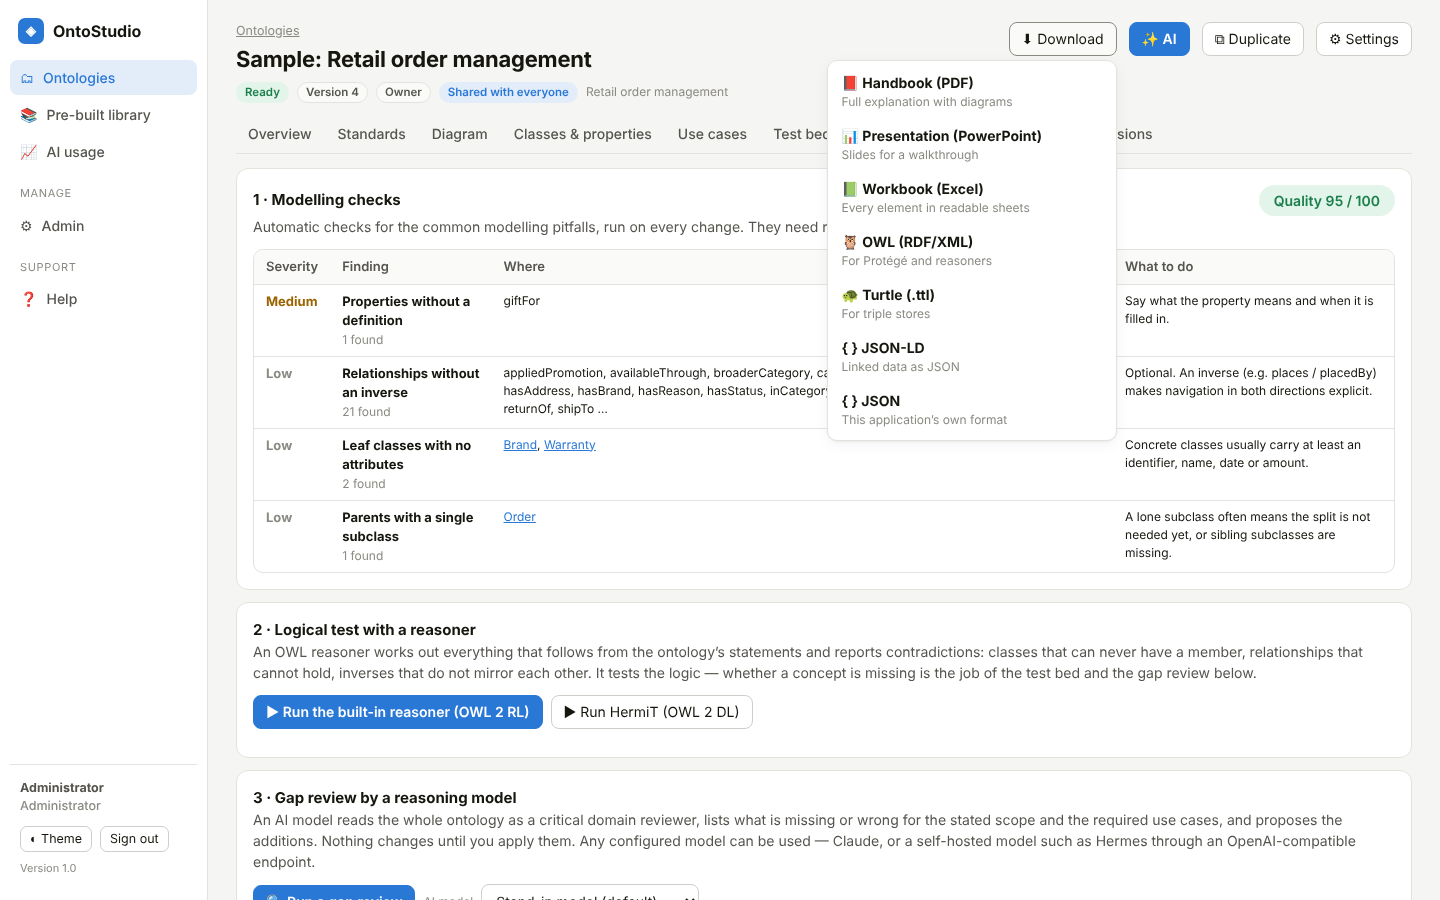 OntoStudio
Ontologies
Pre-built library
AI usage
MANAGE
Admin
SUPPORT
Help
Administrator
Administrator
Theme
Sign out
Version 1.0
Ontologies
Sample: Retail order management
Ready
Version 4
Owner
Shared with everyone
Retail order management
Download
AI
Duplicate
Settings
Overview
Standards
Diagram
Classes & properties
Use cases
Test
Handbook (PDF)
Full explanation with diagrams
Presentation (PowerPoint)
Slides for a walkthrough
Workbook (Excel)
Every element in readable sheets
OWL (RDF/XML)
For Protégé and reasoners
Turtle (.ttl)
For triple stores
{ } JSON-LD
Linked data as JSON
{ } JSON
This application's own format
1 · Modelling checks
Quality 95 / 100
Automatic checks for the common modelling pitfalls, run on every change. They need
Severity
Finding
Where
What to do
Medium
Properties without a
definition
1 found
giftFor
Say what the property means and when it is
filled in.
Low
Relationships without
an inverse
21 found
appliedPromotion, availableThrough, broaderCategory,
hasAddress, hasBrand, hasReason, hasStatus,
returnOf, shipTo ...
Optional. An inverse (e.g. places / placedBy)
makes navigation in both directions explicit.
Low
Leaf classes with no
attributes
2 found
Brand, Warranty
Concrete classes usually carry at least an
identifier, name, date or amount.
Low
Parents with a single
subclass
1 found
Order
A lone subclass often means the split is not
needed yet, or sibling subclasses are
missing.
2 · Logical test with a reasoner
An OWL reasoner works out everything that follows from the ontology's statements and reports contradictions: classes that can never have a member, relationships that
cannot hold, inverses that do not mirror each other. It tests the logic — whether a concept is missing is the job of the test bed and the gap review below.
▶ Run the built-in reasoner (OWL 2 RL)
▶ Run HermiT (OWL 2 DL)
3 · Gap review by a reasoning model
An AI model reads the whole ontology as a critical domain reviewer, lists what is missing or wrong for the stated scope and the required use cases, and proposes the
additions. Nothing changes until you apply them. Any configured model can be used — Claude, or a self-hosted model such as Hermes through an OpenAI-compatible
endpoint.